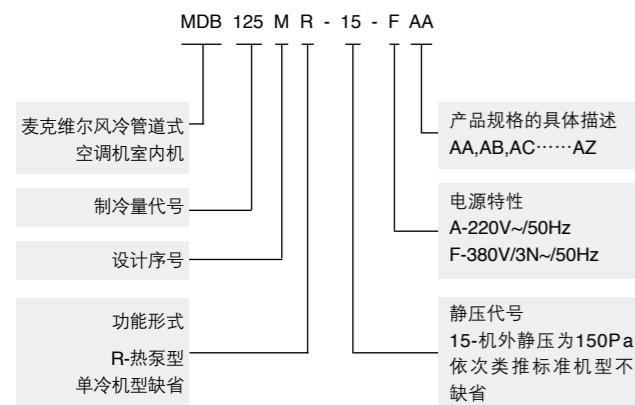 MDB 125 M R - 15 - F AA
麦克维尔风冷管道式
空调机室内机
制冷量代号
设计序号
功能形式
R-热泵型
单冷机型缺省
产品规格的具体描述
AA,AB,AC……AZ
电源特性
A-220V~/50Hz
F-380V/3N~/50Hz
静压代号
15-机外静压为150Pa
依次类推标准机型不
缺省